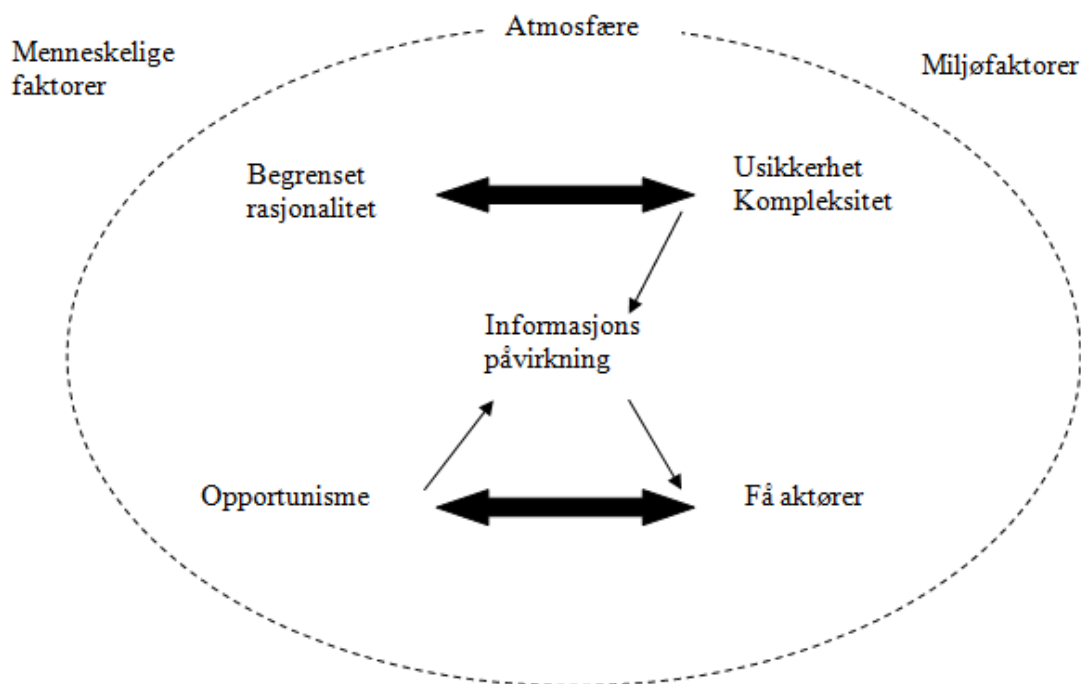 Atmosfære
Menneskelige
faktorer
Miljøfaktorer
Begrenset
rasjonalitet
Usikkerhet
Kompleksitet
Informasjons
påvirkning
Opportunisme
Få aktører